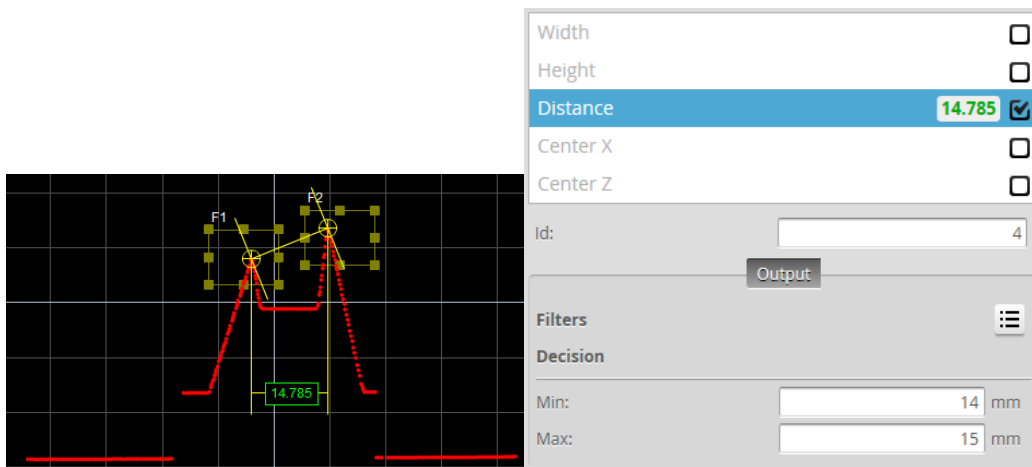 F1
F2
14.785
Width
Height
Distance 14.785
Center X
Center Z
Id: 4
Output
Filters
Decision
Min: 14 mm
Max: 15 mm